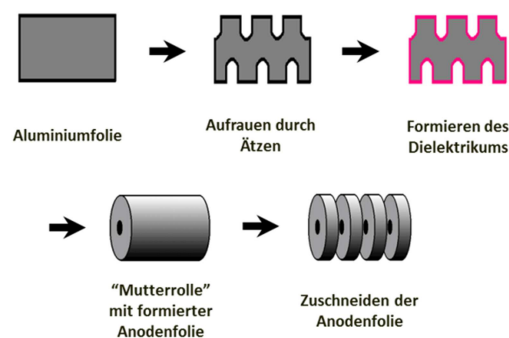 Aluminiumfolie
Aufrauen durch
Ätzen
Formieren des
Dielektrikums
“Mutterrolle”
mit formierter
Anodenfolie
Zuschneiden der
Anodenfolie